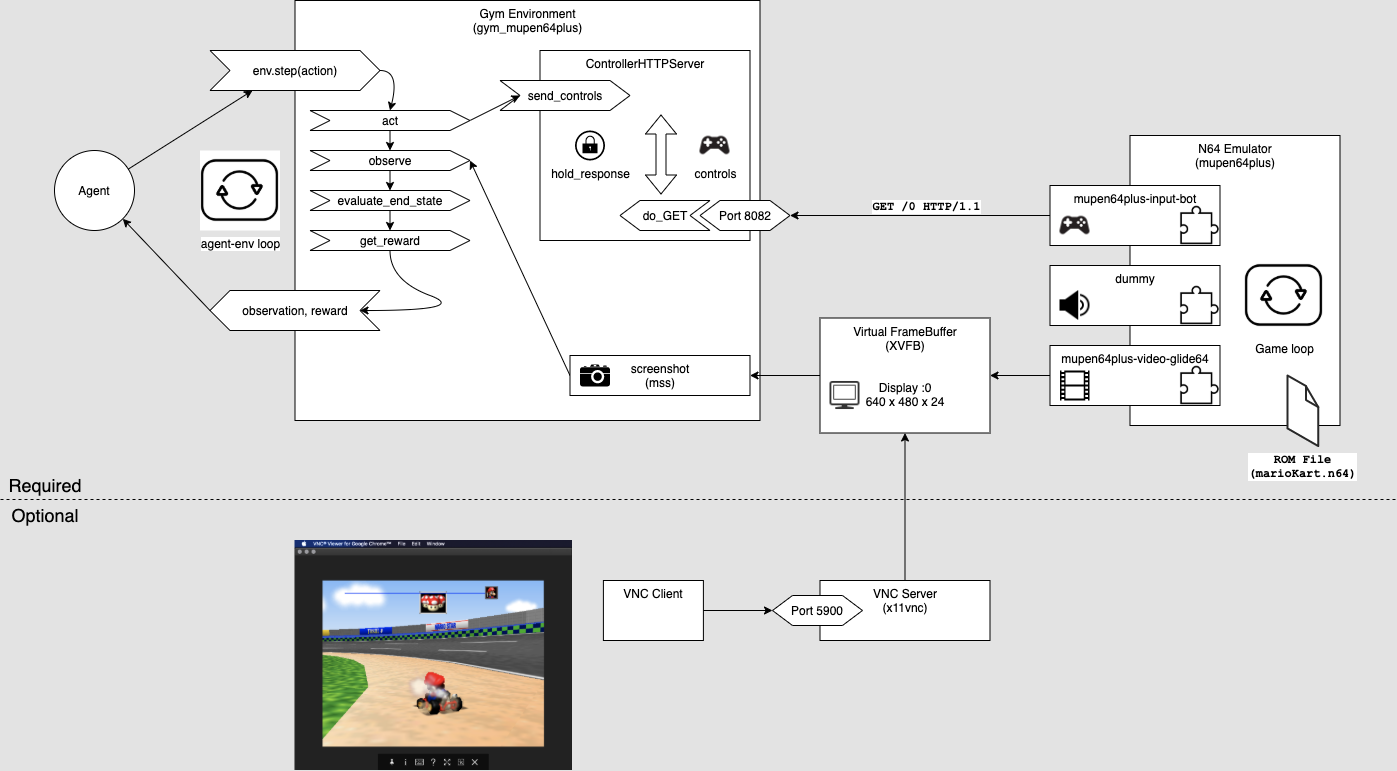 Gym Environment
(gym_mupen64plus)
env.step(action)
act
observe
evaluate_end_state
get_reward
observation, reward
Agent
agent-env loop
ControllerHTTPServer
send_controls
hold_response
controls
do_GET
Port 8082
GET /0 HTTP/1.1
N64 Emulator
(mupen64plus)
mupen64plus-input-bot
dummy
mupen64plus-video-glide64
Game loop
ROM File
(marioKart.n64)
Virtual FrameBuffer
(XVFB)
Display :0
640 x 480 x 24
screenshot
(mss)
Required
Optional
VNC® Viewer for Google Chrome™ File Edit Window
VNC Client
Port 5900
VNC Server
(x11vnc)